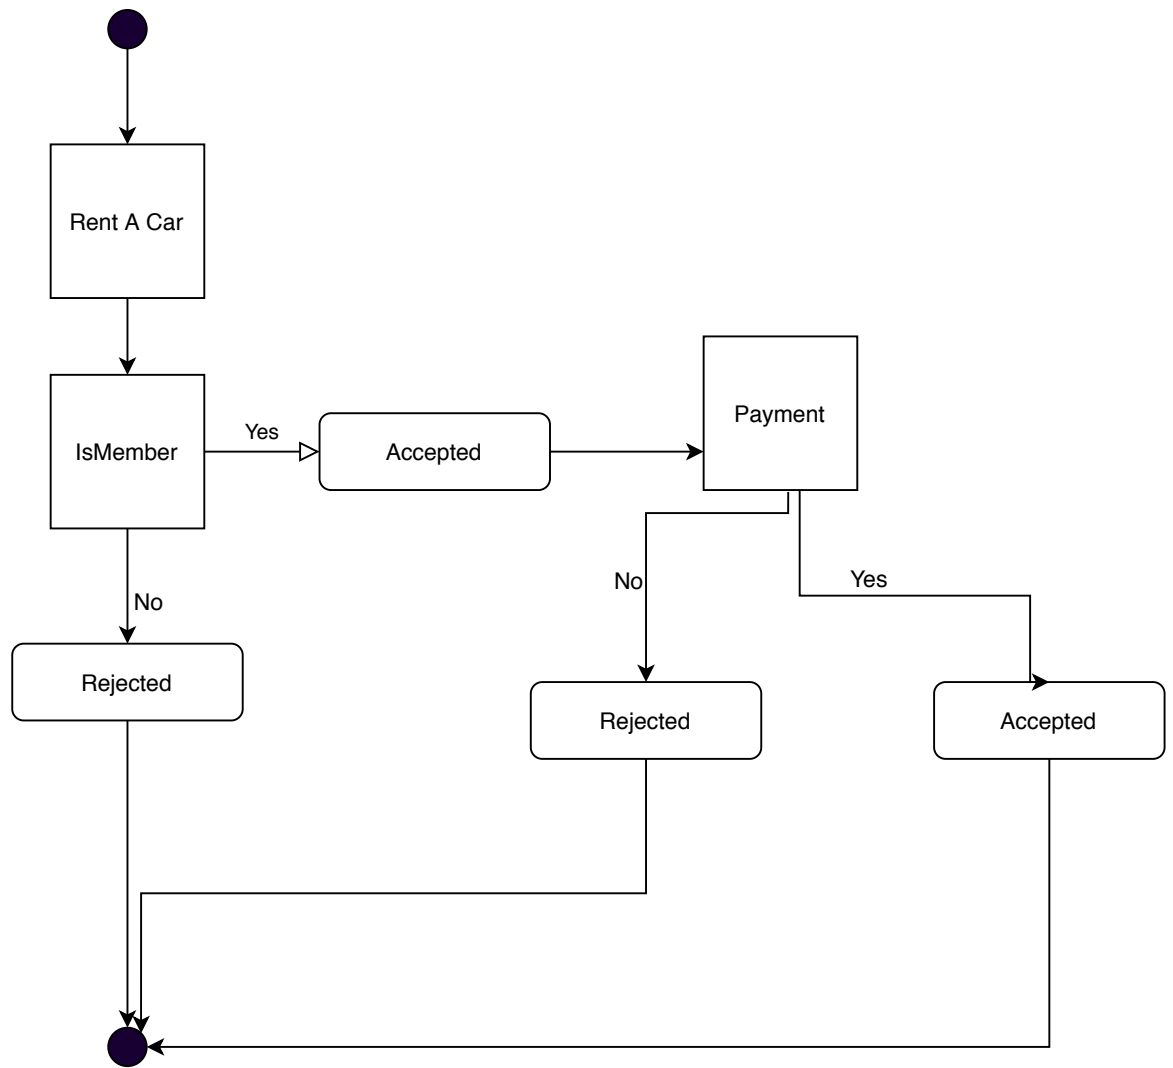 Rent A Car
IsMember
Yes
Accepted
Payment
No
Rejected
No
Yes
Rejected
Accepted